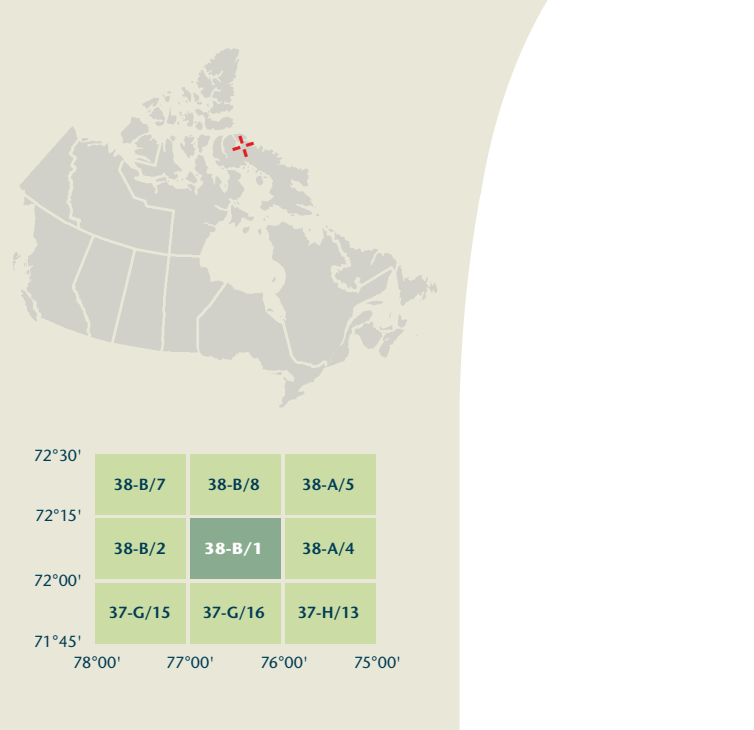 72°30'
38-B/7 38-B/8 38-A/5
72°15'
38-B/2 38-B/1 38-A/4
72°00'
37-G/15 37-G/16 37-H/13
71°45'
78°00' 77°00' 76°00' 75°00'